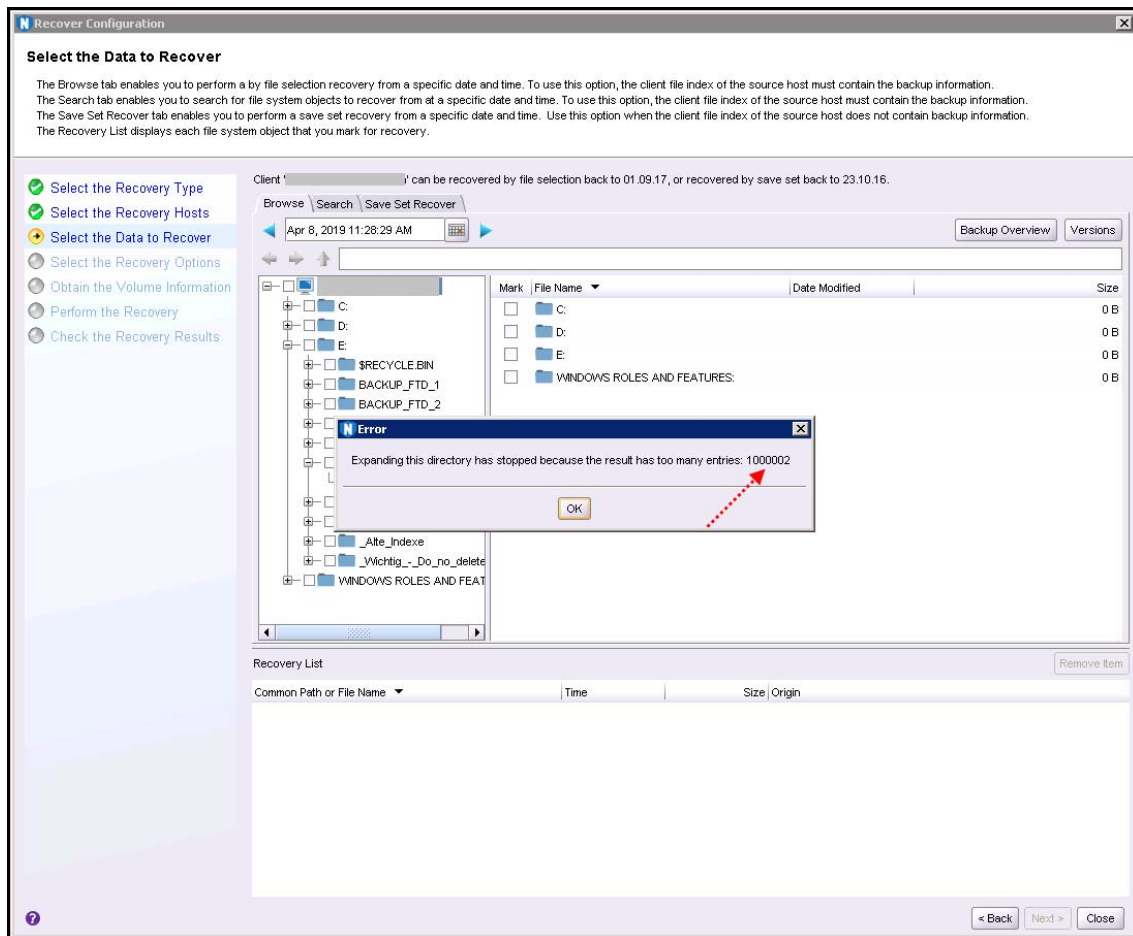 Recover Configuration
Select the Data to Recover
The Browse tab enables you to perform a by file selection recovery from a specific date and time. To use this option, the client file index of the source host must contain the backup information.
The Search tab enables you to search for file system objects to recover from at a specific date and time. To use this option, the client file index of the source host must contain the backup information.
The Save Set Recover tab enables you to perform a save set recovery from a specific date and time. Use this option when the client file index of the source host does not contain backup information.
The Recovery List displays each file system object that you mark for recovery.
Select the Recovery Type
Select the Recovery Hosts
Select the Data to Recover
Select the Recovery Options
Obtain the Volume Information
Perform the Recovery
Check the Recovery Results
Client ' ' can be recovered by file selection back to 01.09.17, or recovered by save set back to 23.10.16.
Browse Search Save Set Recover
Apr 8, 2019 11:28:29 AM
Backup Overview Versions
C:
D:
E:
$RECYCLE.BIN
BACKUP_FTD_1
BACKUP_FTD_2
_Alte_Indexe
_Wichtig_-_Do_no_delete
WINDOWS ROLES AND FEAT
Mark File Name Date Modified Size
C: 0 B
D: 0 B
E: 0 B
WINDOWS ROLES AND FEATURES: 0 B
Error
Expanding this directory has stopped because the result has too many entries: 1000002
OK
Recovery List
Remove Item
Common Path or File Name Time Size Origin
< Back Next > Close